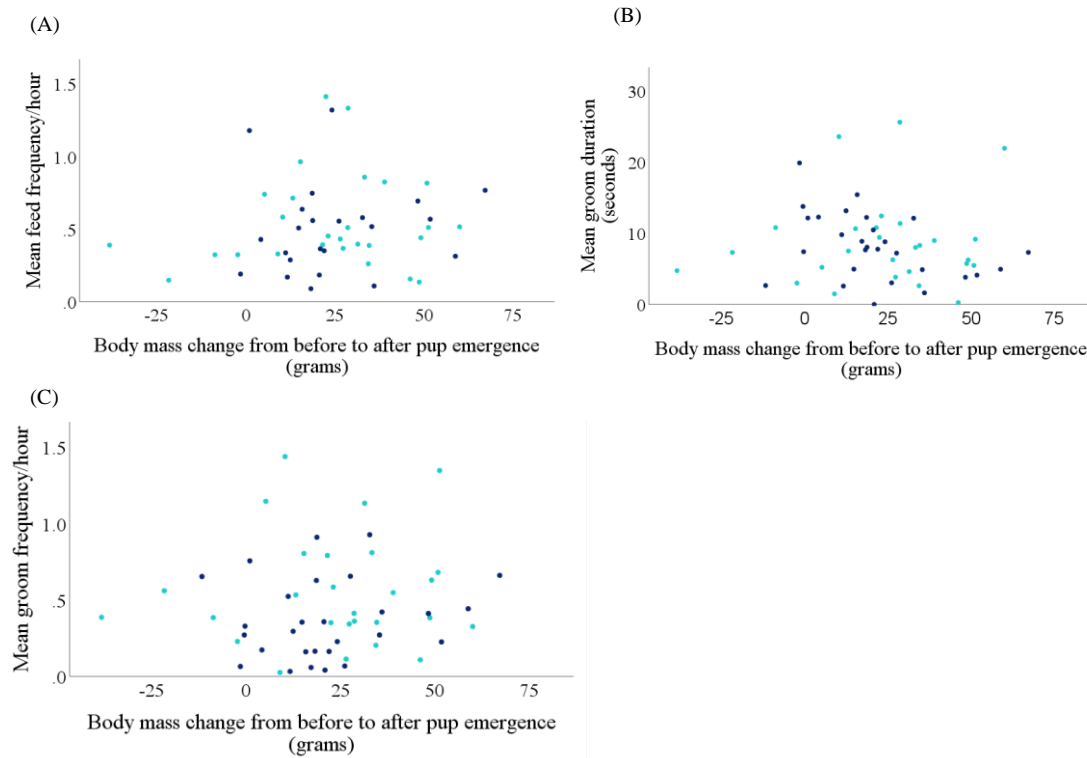 (A)
Mean feed frequency/hour
1.5
1.0
.5
.0
-25
0
25
50
75
Body mass change from before to after pup emergence
(grams)
(B)
Mean groom duration
(seconds)
30
20
10
0
-25
0
25
50
75
Body mass change from before to after pup emergence
(grams)
(C)
Mean groom frequency/hour
1.5
1.0
.5
.0
-25
0
25
50
75
Body mass change from before to after pup emergence
(grams)